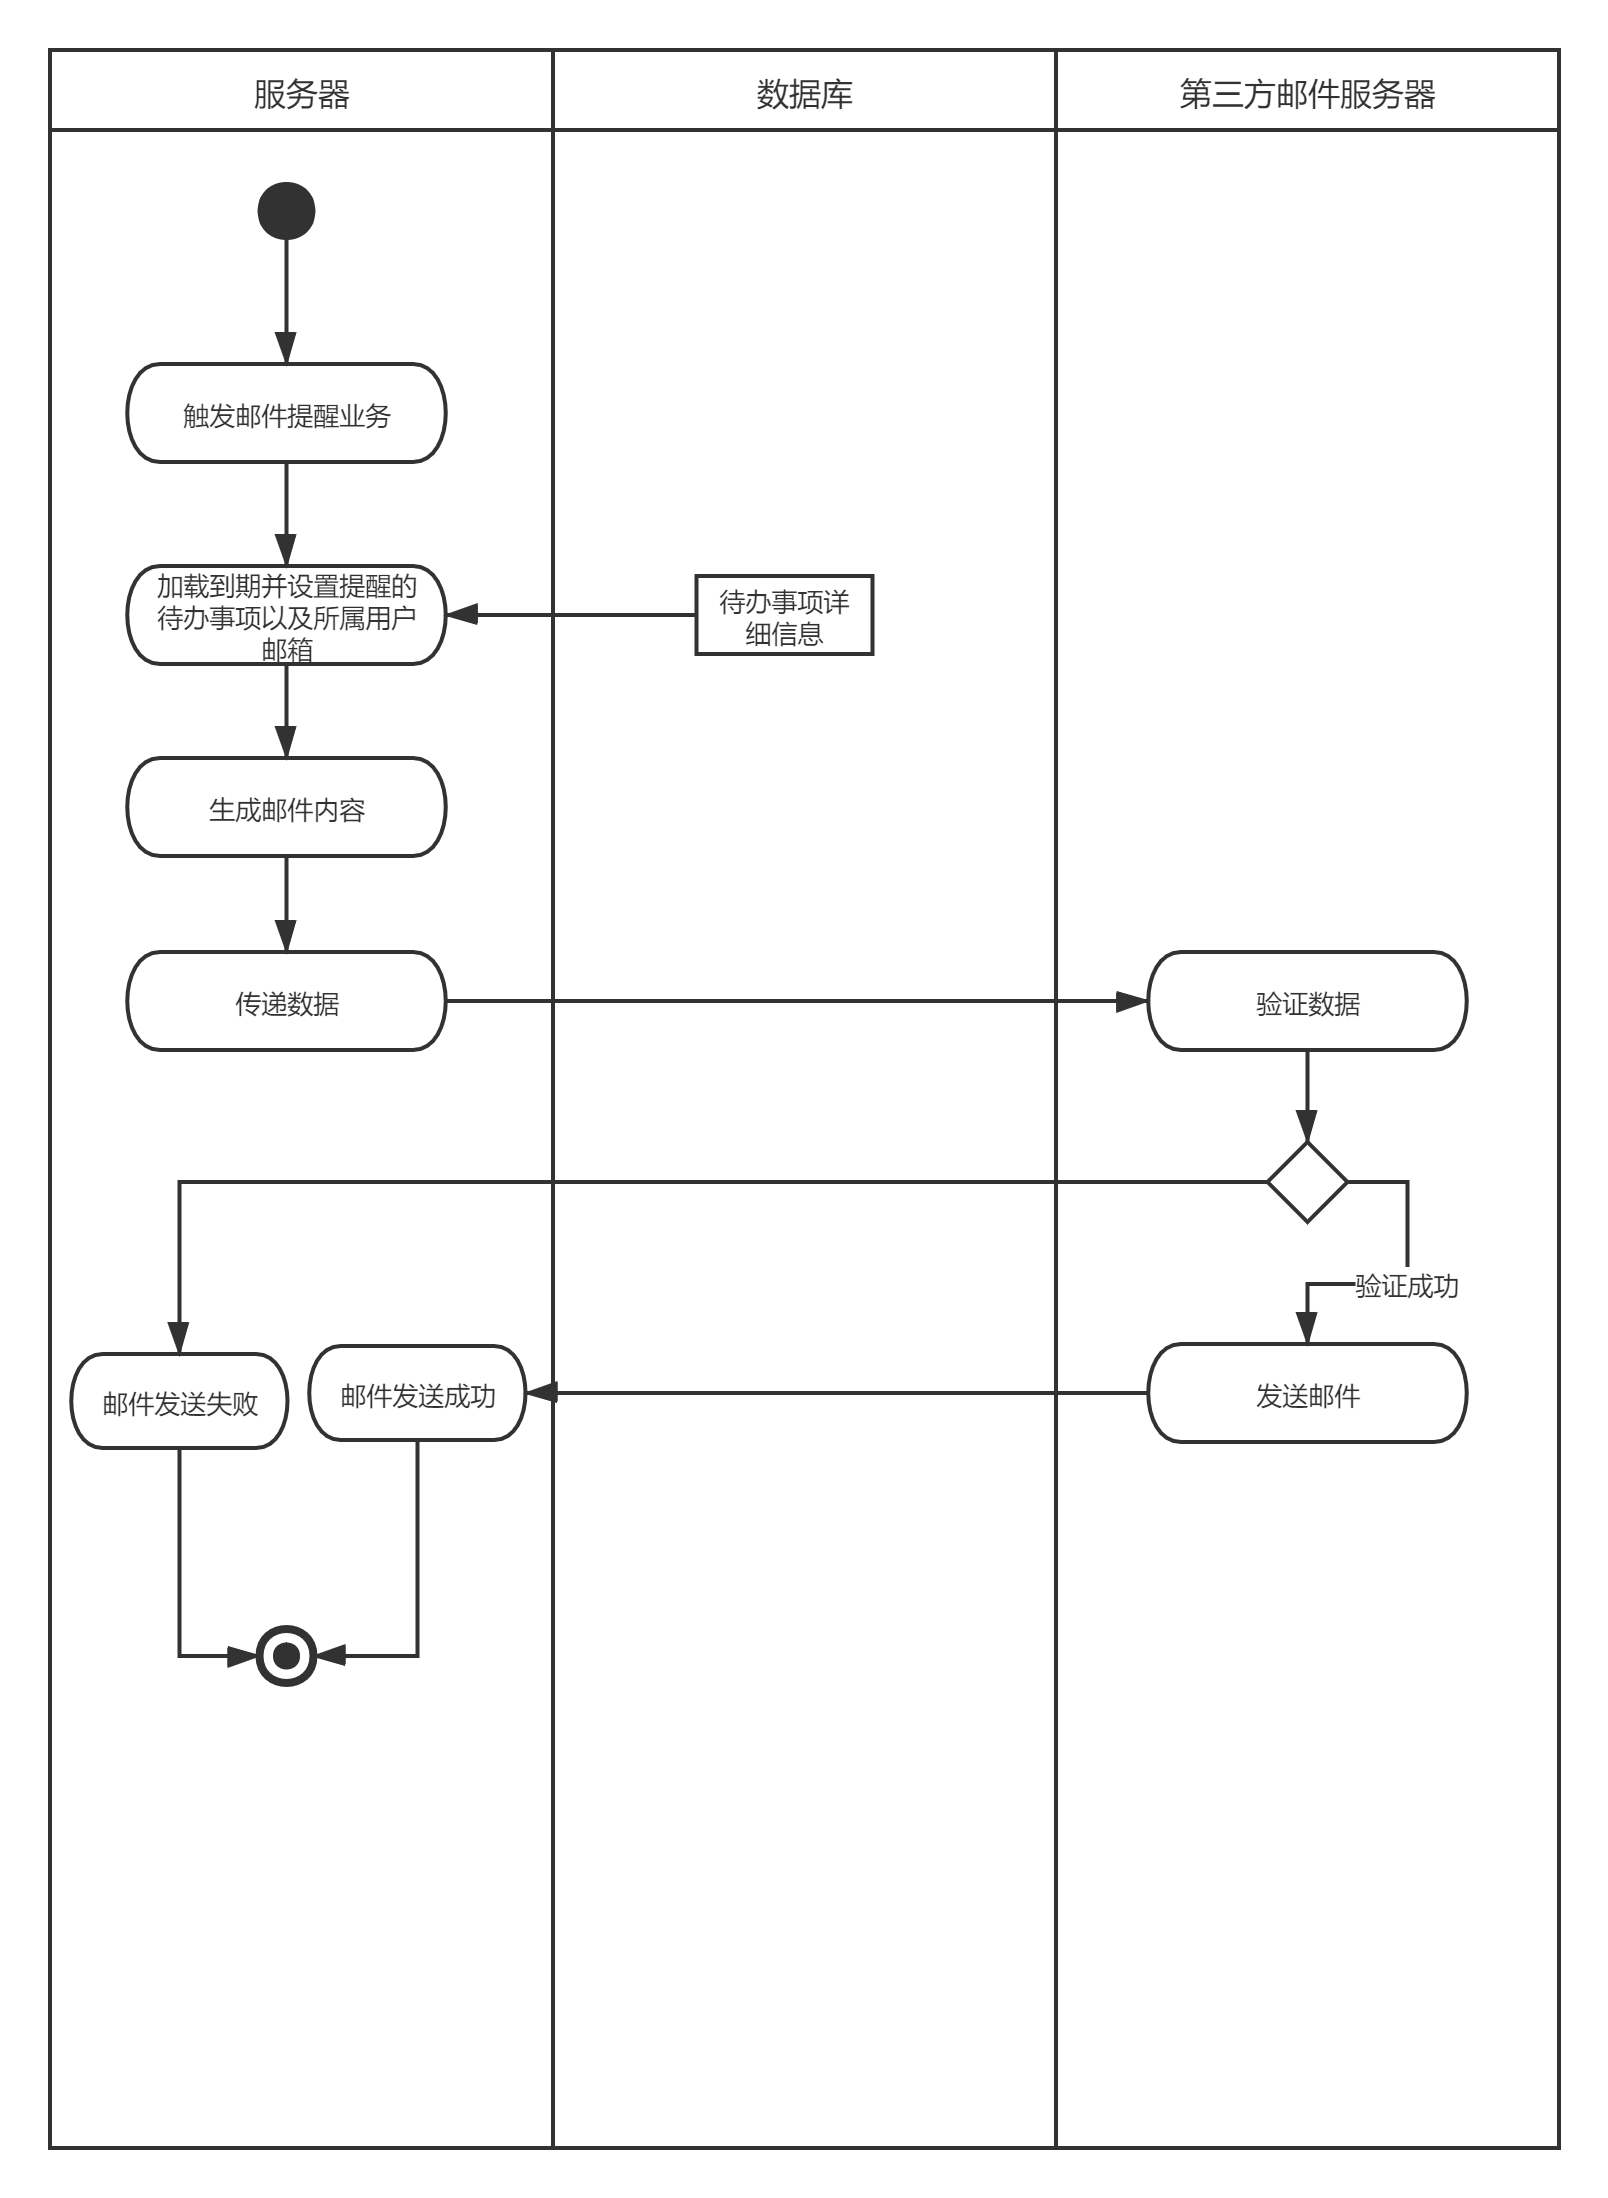 服务器
数据库
第三方邮件服务器
触发邮件提醒业务
加载到期并设置提醒的
待办事项以及所属用户
邮箱
待办事项详
细信息
生成邮件内容
传递数据
验证数据
验证成功
邮件发送失败
邮件发送成功
发送邮件